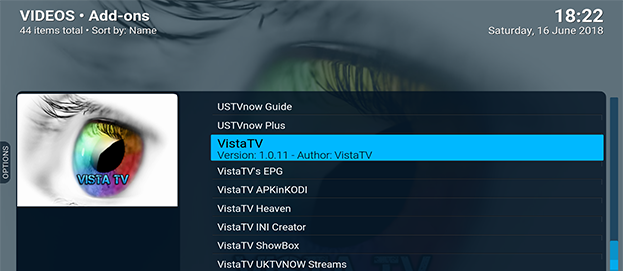 VIDEOS • Add-ons
44 items total • Sort by: Name
18:22
Saturday, 16 June 2018
OPTIONS
VISTA TV
USTVnow Guide
USTVnow Plus
VistaTV
Version: 1.0.11 - Author: VistaTV
VistaTV's EPG
VistaTV APKinKODI
VistaTV Heaven
VistaTV INI Creator
VistaTV ShowBox
VistaTV UKTVNOW Streams
VISTA TV